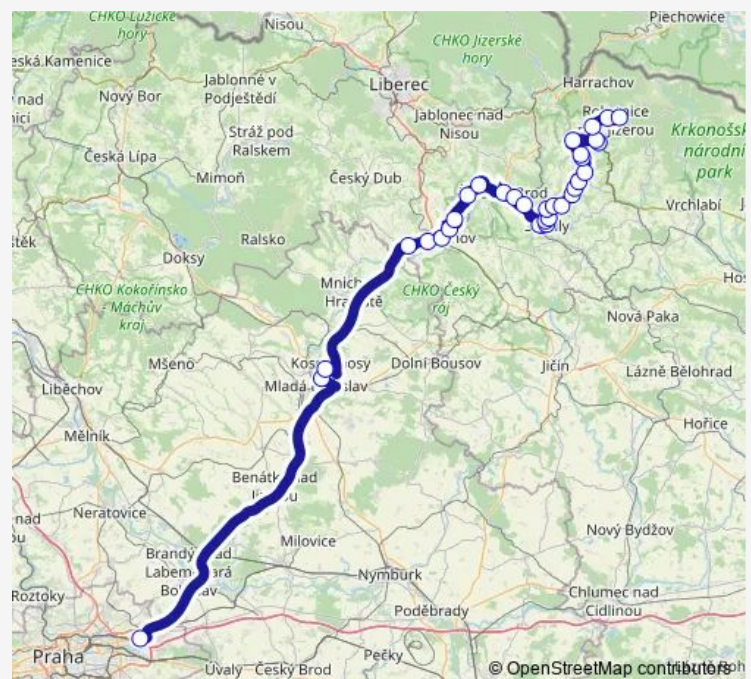 CHKO Lužické
hory
Nisou
Piechowice
CHKO Jizerské
hory
eská.Kamenice
Nový Bor
Jablonné v
Podještědí
Liberec
Harrachov
Jablonec nad
Nisou
Stráž pod
Ralskem
Krkonošsk
národní
park
Česká Lípa
Mimoň
Český Dub
Vrchlabí
Ralsko
Doksy
CHKO Kokořínsko
- Máchův
kraj
CHKO Český
ráj
Nová Paka
Mšeno
Dolní Bousov
Jičín
Lázně Bělohrad
Liběchov
Hořice
Mělník
Neratovice
Milovice
Nový Bydžov
Nymburk
Roztoky
Poděbrady
Chlumec nad
Cidlinou
Praha
Úvaly
Český Brod
Pečky
© OpenStreetMap contributors